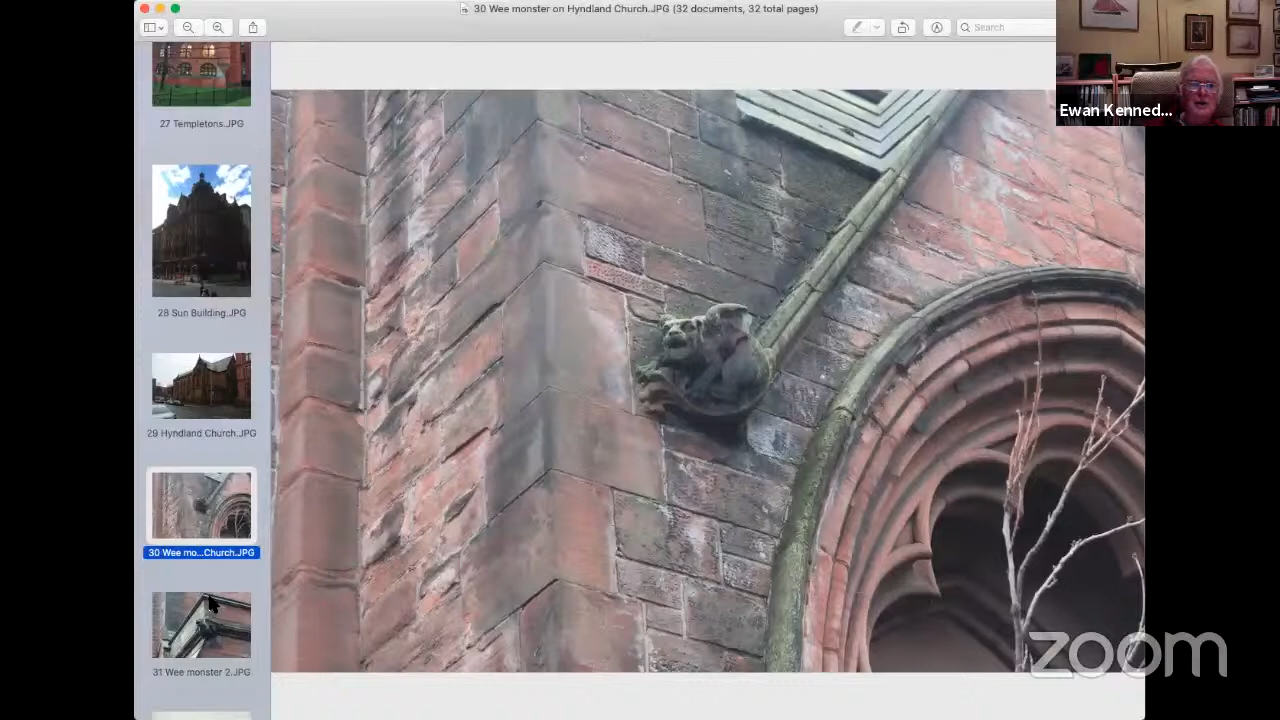 30 Wee monster on Hyndland Church.JPG (32 documents, 32 total pages)
Search
Ewan Kenned...
27 Templetons.JPG
28 Sun Building.JPG
29 Hyndland Church.JPG
30 Wee mo...Church.JPG
31 Wee monster 2.JPG
zoom